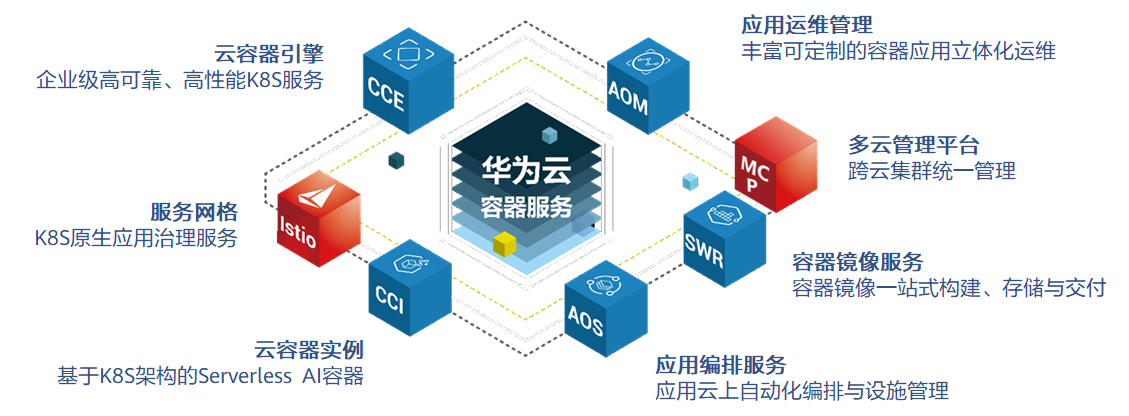 应用运维管理
丰富可定制的容器应用立体化运维
云容器引擎
企业级高可靠、高性能K8S服务
CCE
AOM
多云管理平台
跨云集群统一管理
MC
P
华为云
容器服务
服务网格
K8S原生应用治理服务
Istio
SWR
容器镜像服务
容器镜像一站式构建、存储与交付
CCI
AOS
云容器实例
基于K8S架构的Serverless AI容器
应用编排服务
应用云上自动化编排与设施管理